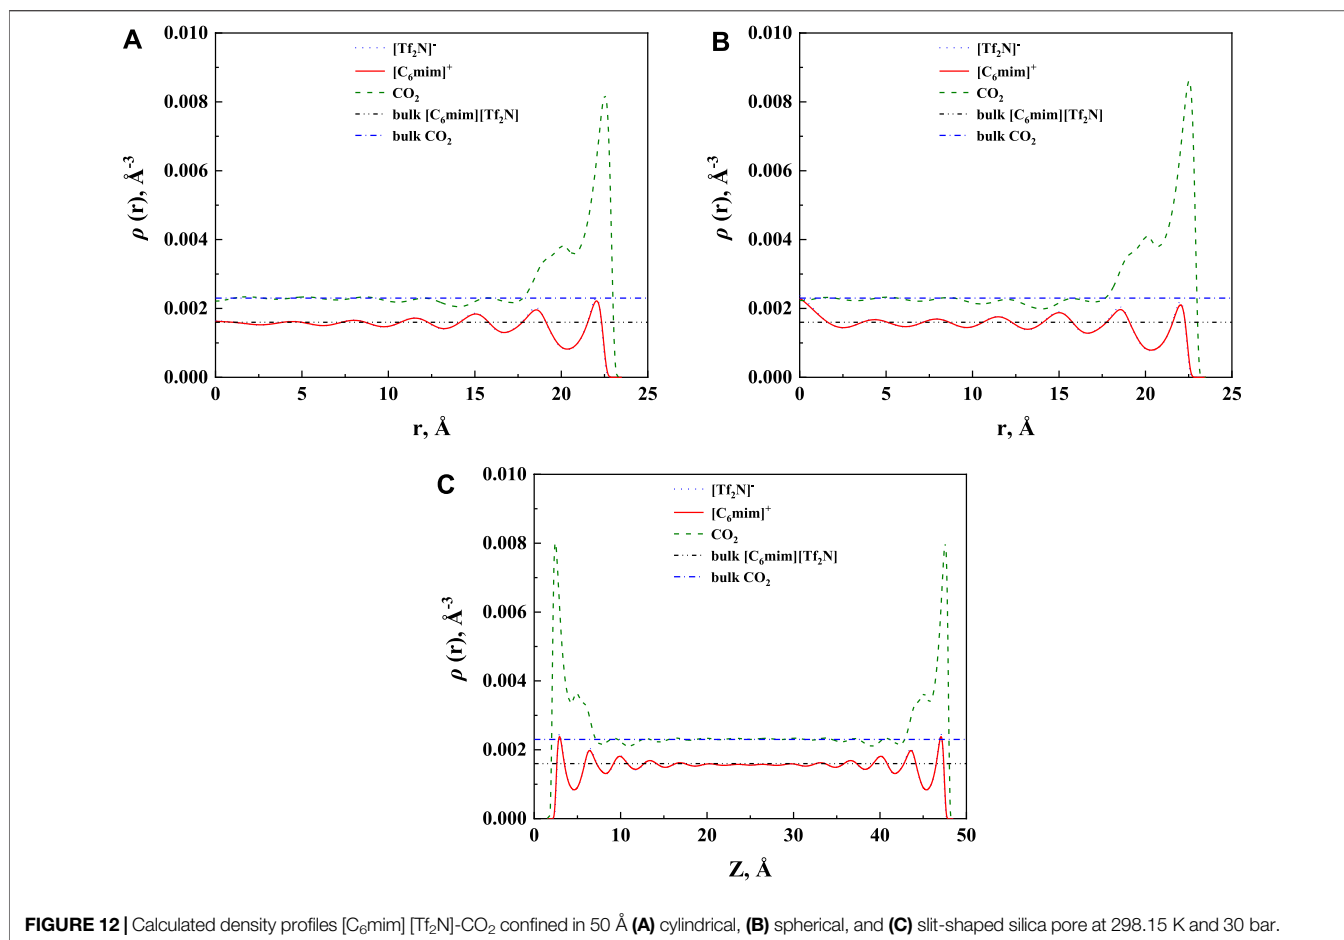 A
0.010
0.008
0.006
0.004
0.002
0.000
ρ (r), Å⁻³
[Tf₂N]⁻
[C₆mim]⁺
CO₂
bulk [C₆mim][Tf₂N]
bulk CO₂
0 5 10 15 20 25
r, Å
B
0.010
0.008
0.006
0.004
0.002
0.000
ρ (r), Å⁻³
[Tf₂N]⁻
[C₆mim]⁺
CO₂
bulk [C₆mim][Tf₂N]
bulk CO₂
0 5 10 15 20 25
r, Å
C
0.010
0.008
0.006
0.004
0.002
0.000
ρ (r), Å⁻³
[Tf₂N]⁻
[C₆mim]⁺
CO₂
bulk [C₆mim][Tf₂N]
bulk CO₂
0 10 20 30 40 50
Z, Å
FIGURE 12 | Calculated density profiles [C₆mim] [Tf₂N]-CO₂ confined in 50 Å (A) cylindrical, (B) spherical, and (C) slit-shaped silica pore at 298.15 K and 30 bar.